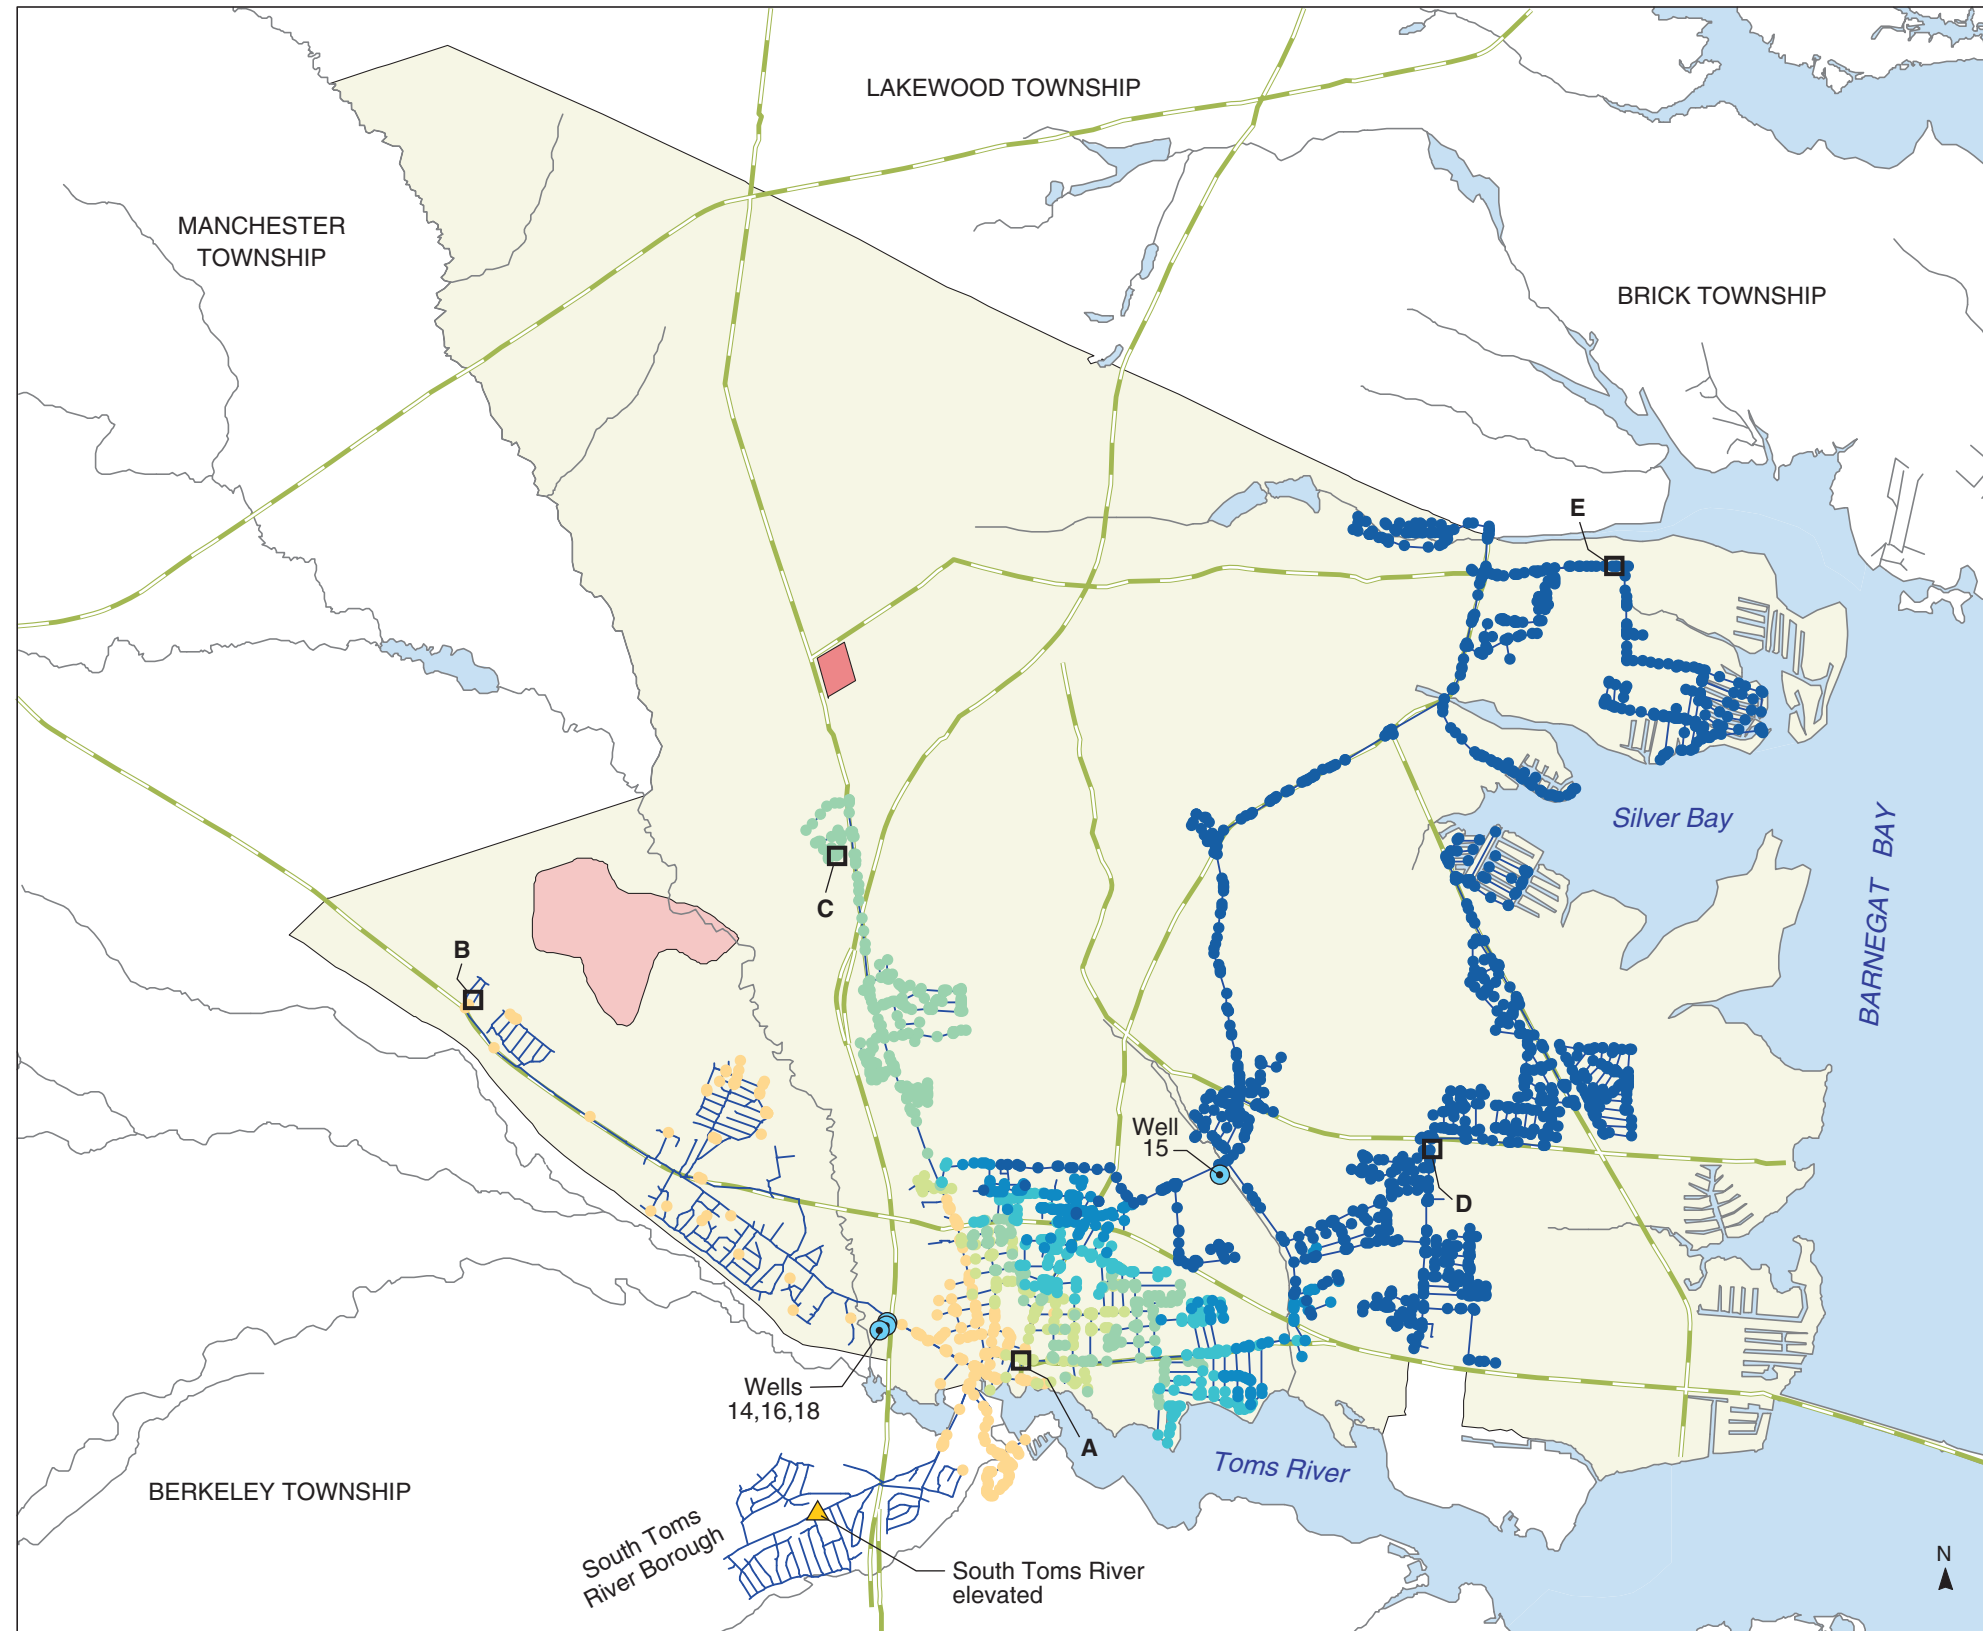 LAKEWOOD TOWNSHIP
MANCHESTER
TOWNSHIP
BRICK TOWNSHIP
E
Silver Bay
BARNEGAT BAY
C
B
Well
15
D
Wells
14,16,18
A
Toms River
BERKELEY TOWNSHIP
South Toms
River Borough
South Toms River
elevated
N